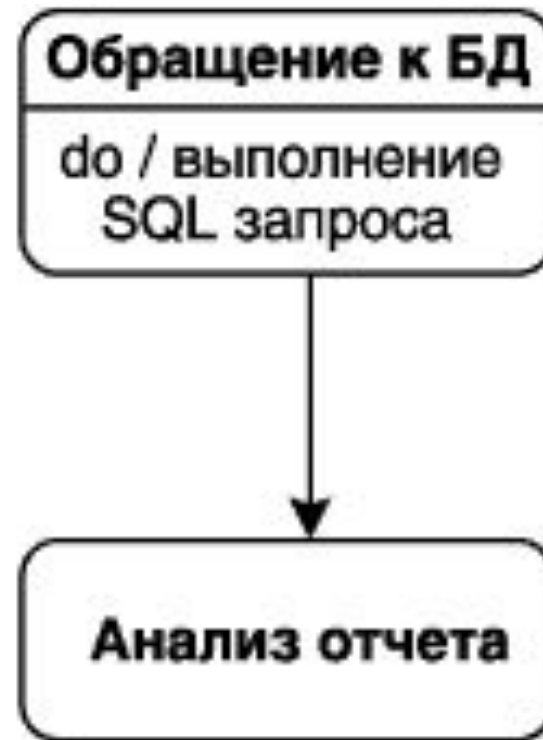 Обращение к БД
do / выполнение
SQL запроса
Анализ отчета